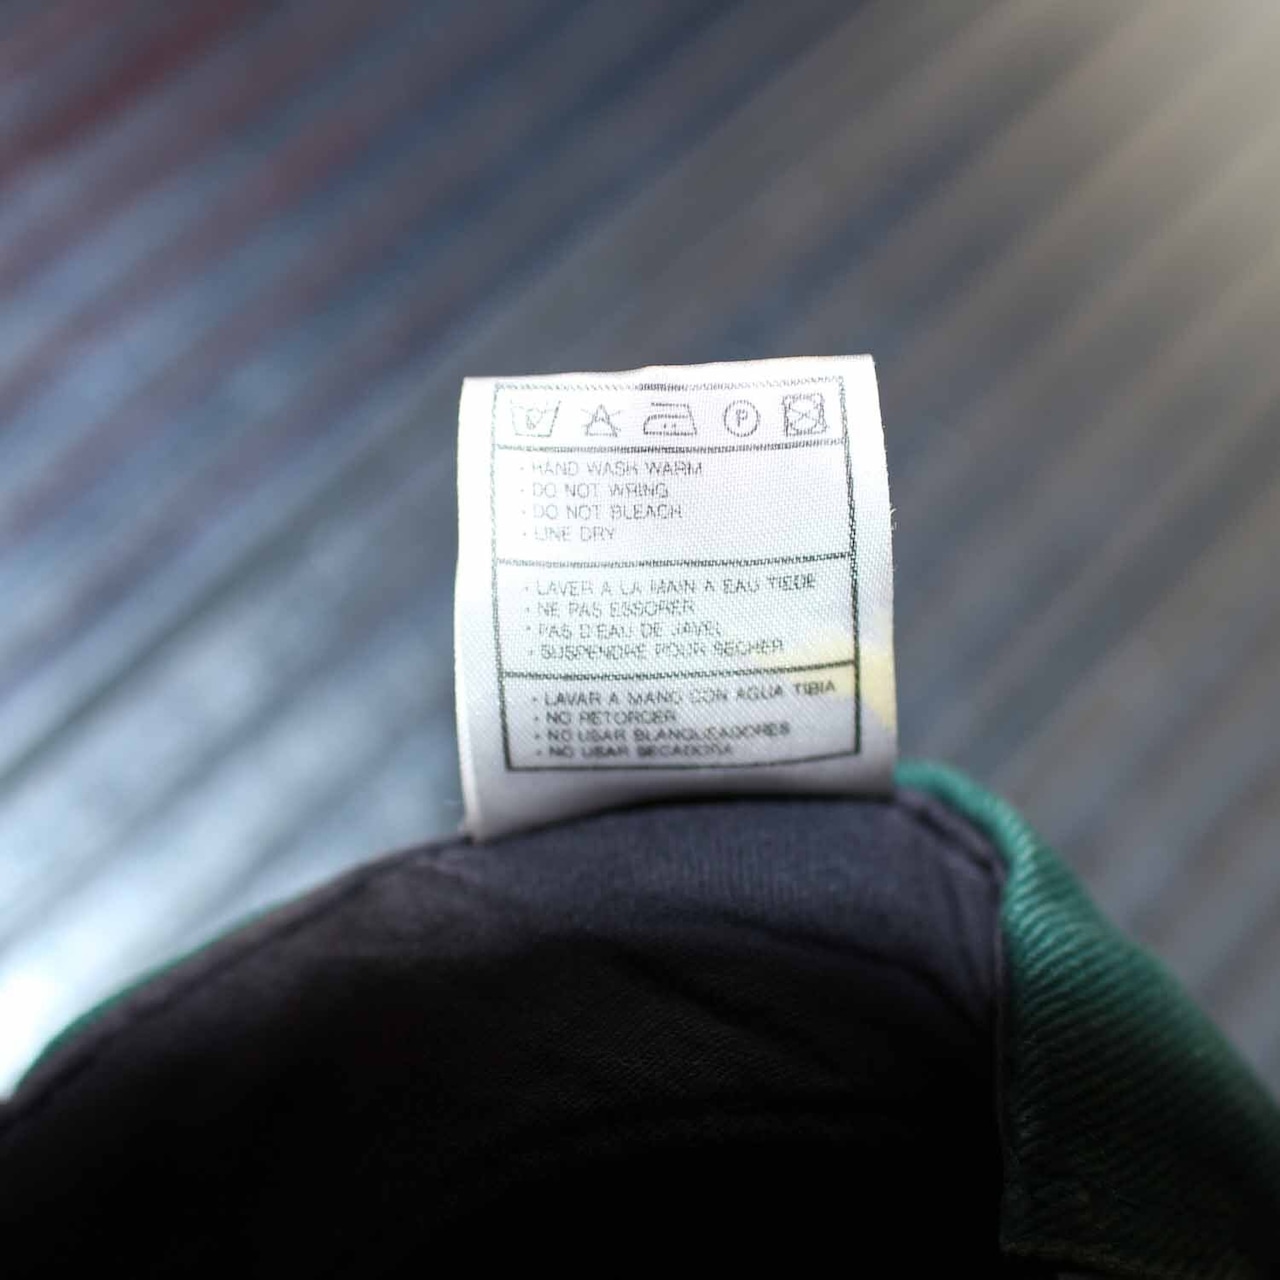 P
• HAND WASH WARM
• DO NOT WRING
• DO NOT BLEACH
• LINE DRY
• LAVER A LA MAIN A EAU TIEDE
• NE PAS ESSORER
• PAS D'EAU DE JAVEL
• SUSPENDRE POUR SECHER
• LAVAR A MANO CON AGUA TIBIA
• NO RETORCER
• NO USAR BLANQUEADORES
• NO USAR SECADORA